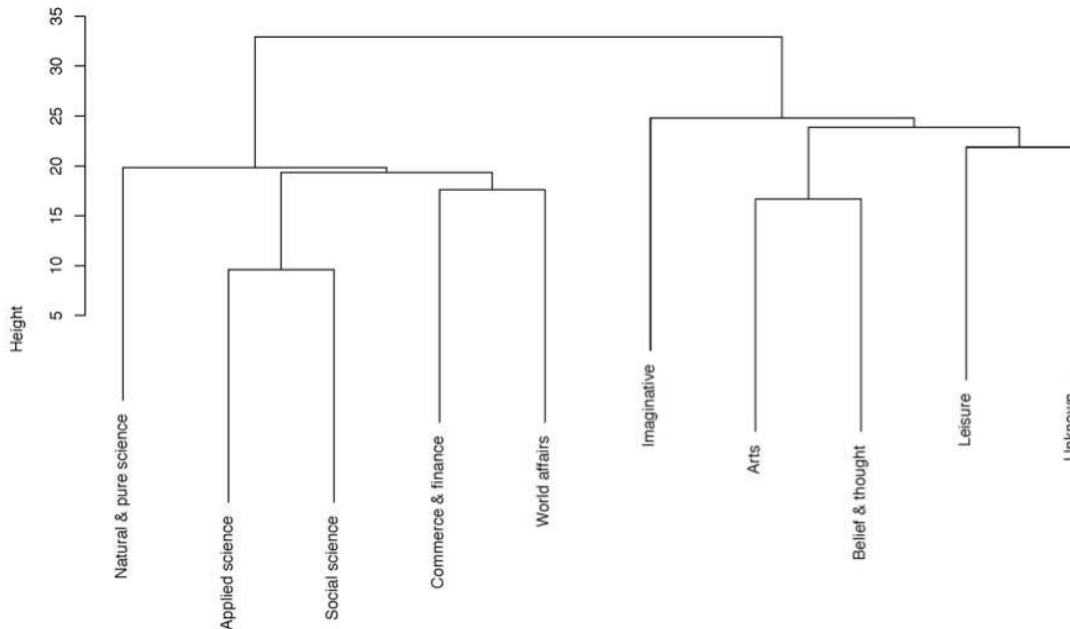 35
30
25
20
15
10
5
Height
Natural & pure science
Applied science
Social science
Commerce & finance
World affairs
Imaginative
Arts
Belief & thought
Leisure
Unknown